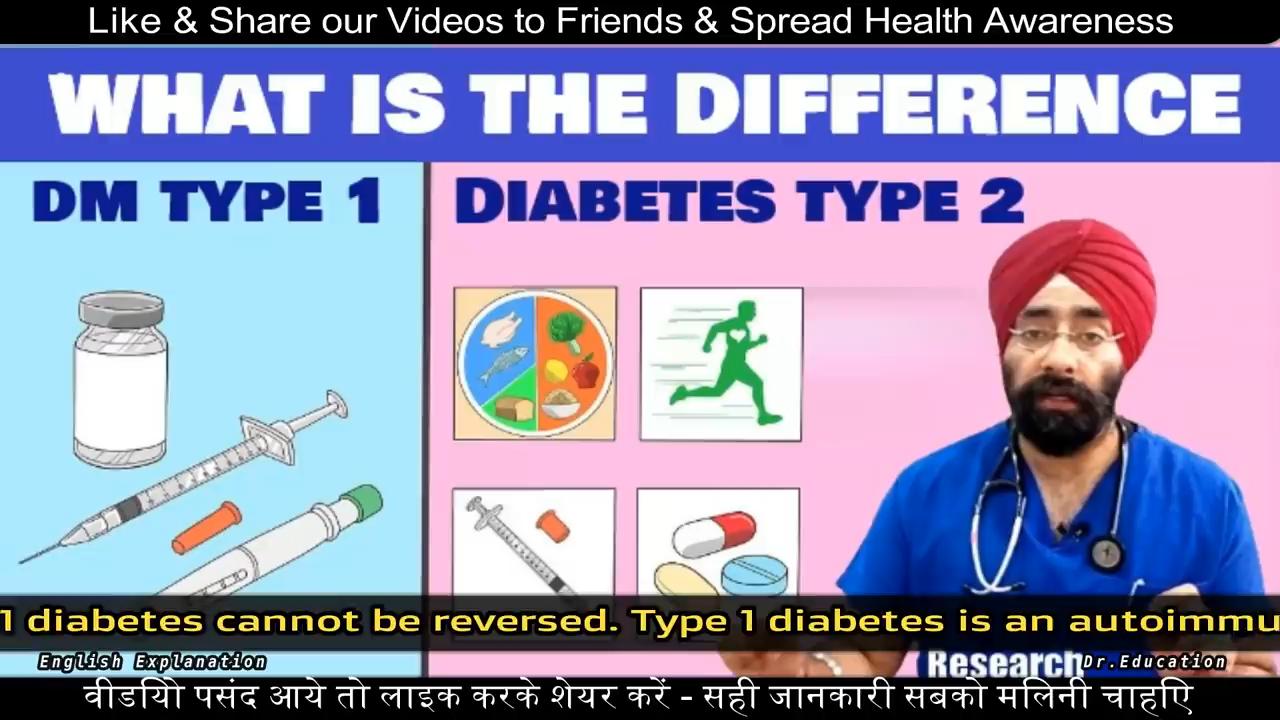 Like & Share our Videos to Friends & Spread Health Awareness
WHAT IS THE DIFFERENCE
DM TYPE 1
DIABETES TYPE 2
1 diabetes cannot be reversed. Type 1 diabetes is an autoimmu
English Explanation
Research
Dr.Education
वीडियो पसंद आये तो लाइक करके शेयर करें - सही जानकारी सबको मिलनी चाहिए